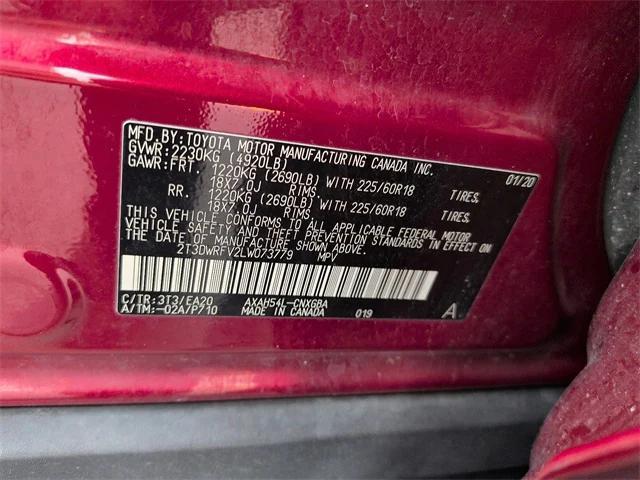 MFD. BY: TOYOTA MOTOR MANUFACTURING CANADA INC.
GVWR: 2230KG (4920LB) 01/20
GAWR: FRT. 1220KG (2690LB) WITH 225/60R18 TIRES,
18X7.0J RIMS,
RR. 1220KG (2690LB) WITH 225/60R18 TIRES,
18X7.0J RIMS,
THIS VEHICLE CONFORMS TO ALL APPLICABLE FEDERAL MOTOR
VEHICLE SAFETY AND THEFT PREVENTION STANDARDS IN EFFECT ON
THE DATE OF MANUFACTURE SHOWN ABOVE.
2T3DWRFV2LW073779 MPV
C/TR: 3T3/EA20 AXAH54L-CNXGBA A
A/TM:-02A/P710 MADE IN CANADA 019